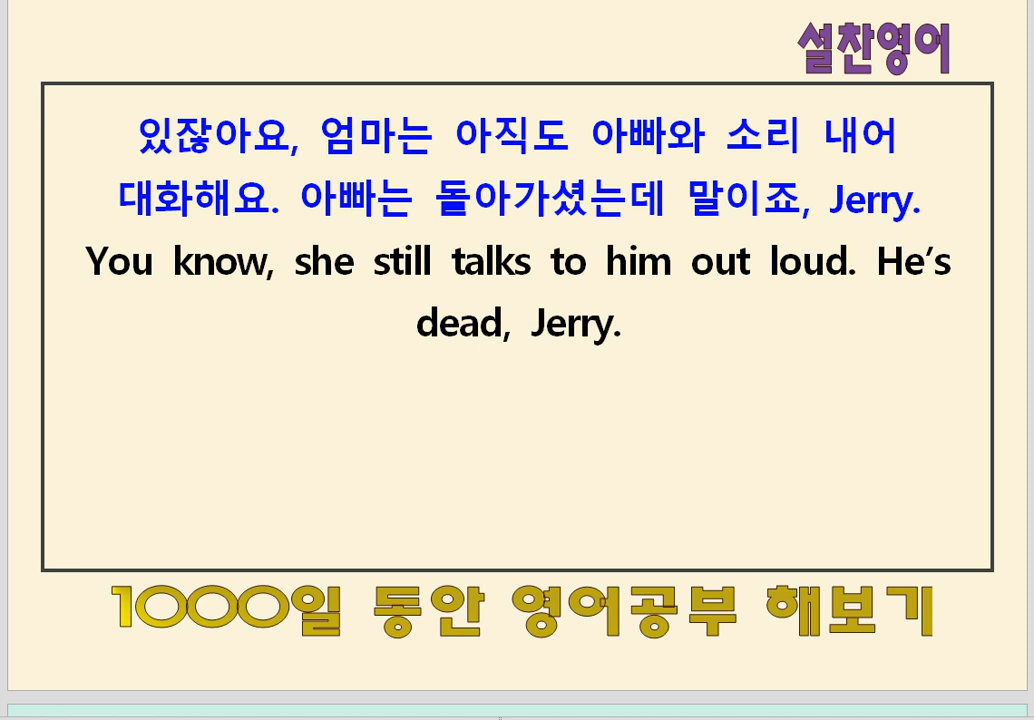 설찬영어
있잖아요, 엄마는 아직도 아빠와 소리 내어
대화해요. 아빠는 돌아가셨는데 말이죠, Jerry.
You know, she still talks to him out loud. He’s
dead, Jerry.
1000일 동안 영어공부 해보기